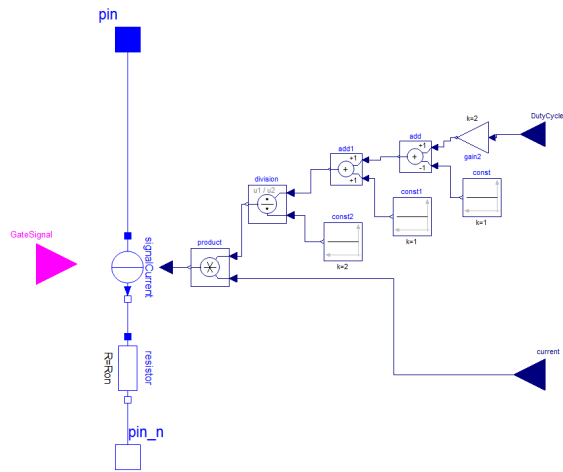 pin
k=2
DutyCycle
add
+1
-1
gain2
add1
+1
+1
const
k=1
division
u1 / u2
const1
k=1
const2
k=2
product
GateSignal
signalCurrent
current
resistor
R=Ron
pin_n